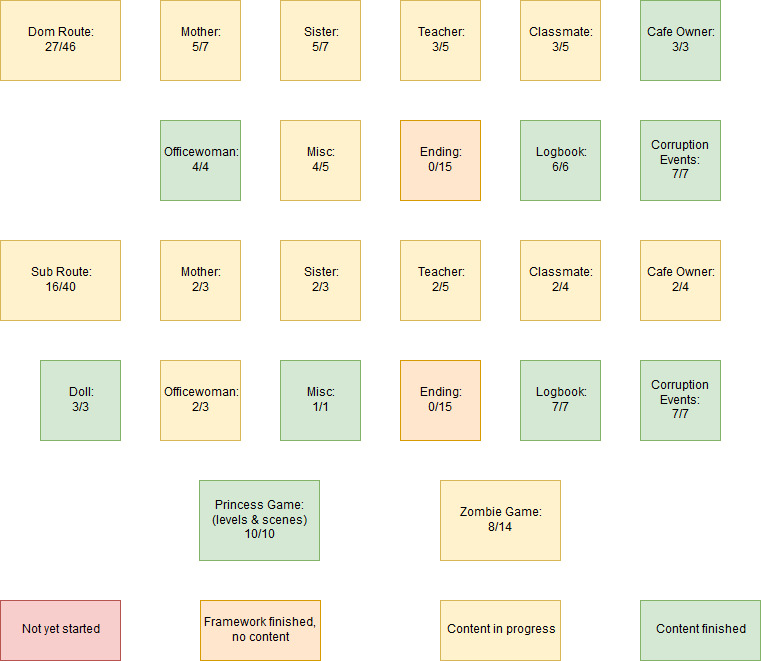 Dom Route:
27/46
Mother:
5/7
Sister:
5/7
Teacher:
3/5
Classmate:
3/5
Cafe Owner:
3/3
Officewoman:
4/4
Misc:
4/5
Ending:
0/15
Logbook:
6/6
Corruption
Events:
7/7
Sub Route:
16/40
Mother:
2/3
Sister:
2/3
Teacher:
2/5
Classmate:
2/4
Cafe Owner:
2/4
Doll:
3/3
Officewoman:
2/3
Misc:
1/1
Ending:
0/15
Logbook:
7/7
Corruption
Events:
7/7
Princess Game:
(levels & scenes)
10/10
Zombie Game:
8/14
Not yet started
Framework finished,
no content
Content in progress
Content finished